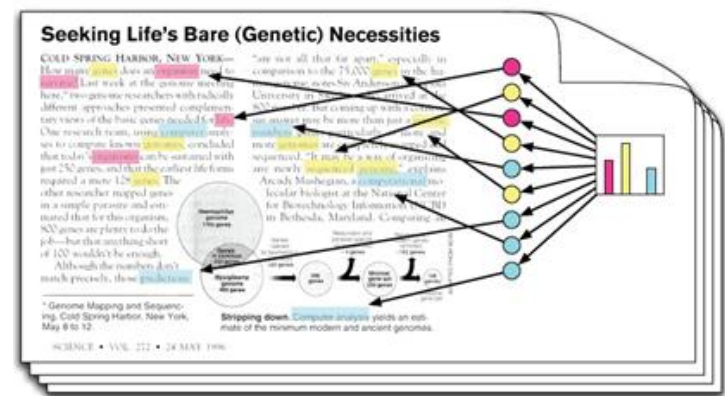 Seeking Life's Bare (Genetic) Necessities
COLD SPRING HARBOR, NEW YORK—
How many genes does an organism need to
survive? Last week at the genome meeting
here,* two genome researchers with radically
different approaches presented complemen-
tary views of the basic genes needed for life.
One research team, using computer analy-
ses to compare known genomes, concluded
that today's organisms can be sustained with
just 250 genes, and that the earliest life forms
required a mere 128 genes. The
other researcher mapped genes
in a simple parasite and esti-
mated that for this organism,
800 genes are plenty to do the
job—but that anything short
of 100 wouldn't be enough.
Although the numbers don't
match precisely, those predictions
* Genome Mapping and Sequenc-
ing, Cold Spring Harbor, New York,
May 8 to 12.
"are not all that far apart," especially in
comparison to the 75,000 genes in the hu-
notes Siv Andersson
University in arrived at the
800 number. But coming up with a
sus answer may be more than just a
numbers particularly more and
more genomes are mapped and
sequenced. "It may be a way of organizing
any newly sequenced genome," explains
Arcady Mushegian, a computational mo-
lecular biologist at the National Center
for Biotechnology Information (NCBI)
in Bethesda, Maryland. Comparing an
Haemophilus
genome
1703 genes
Genes
in common
Mycoplasma
genome
469 genes
Minimal
gene set
250 genes
Stripping down. Computer analysis yields an esti-
mate of the minimum modern and ancient genomes.
SCIENCE • VOL. 272 • 24 MAY 1996